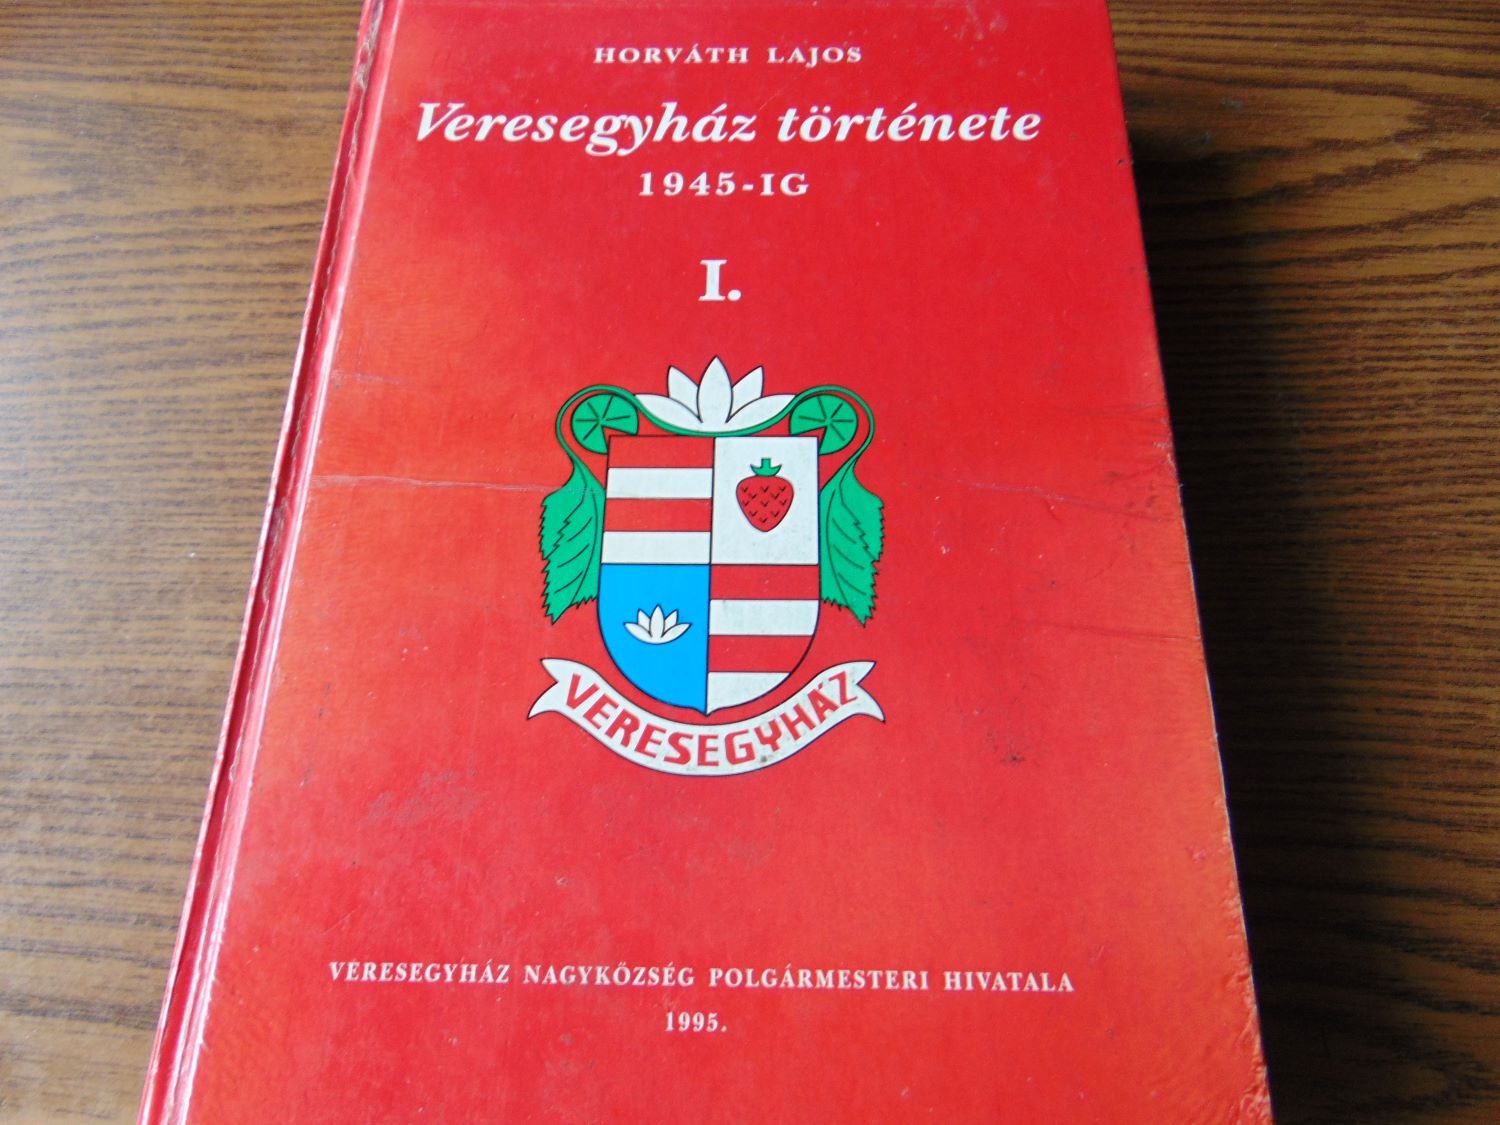 HORVÁTH LAJOS
Veresegyház története
1945-IG
I.
VERESEGYHÁZ
VERESEGYHÁZ NAGYKÖZSÉG POLGÁRMESTERI HIVATALA
1995.